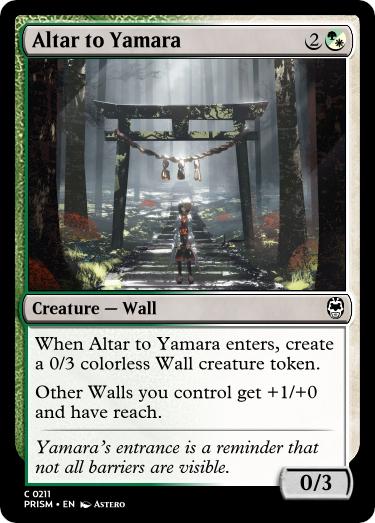 Altar to Yamara 2
Creature — Wall
When Altar to Yamara enters, create
a 0/3 colorless Wall creature token.
Other Walls you control get +1/+0
and have reach.
Yamara's entrance is a reminder that
not all barriers are visible.
0/3
C 0211
PRISM • EN Astero